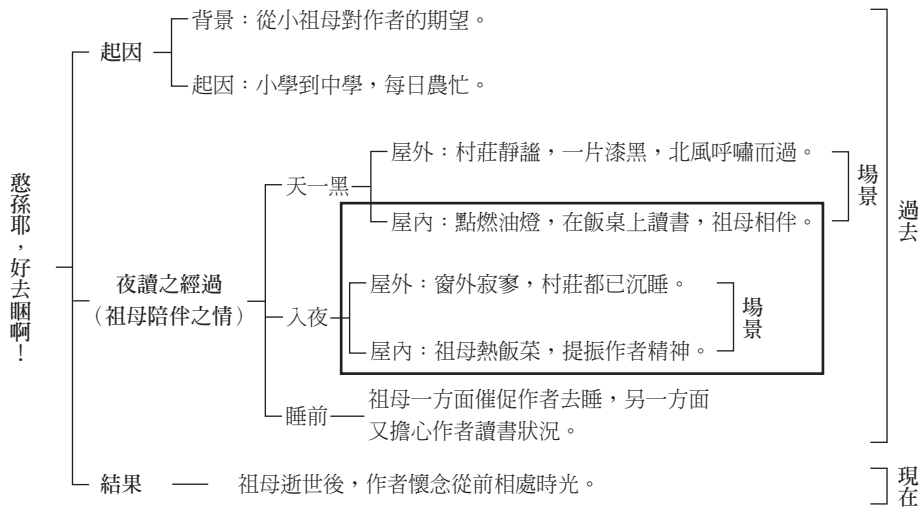 憨孫耶，好去睏啊！
起因
背景：從小祖母對作者的期望。
起因：小學到中學，每日農忙。
夜讀之經過
（祖母陪伴之情）
天一黑
屋外：村莊靜謐，一片漆黑，北風呼嘯而過。
屋內：點燃油燈，在飯桌上讀書，祖母相伴。
場景
入夜
屋外：窗外寂寥，村莊都已沉睡。
屋內：祖母熱飯菜，提振作者精神。
場景
睡前
祖母一方面催促作者去睡，另一方面
又擔心作者讀書狀況。
過去
結果
祖母逝世後，作者懷念從前相處時光。
現在